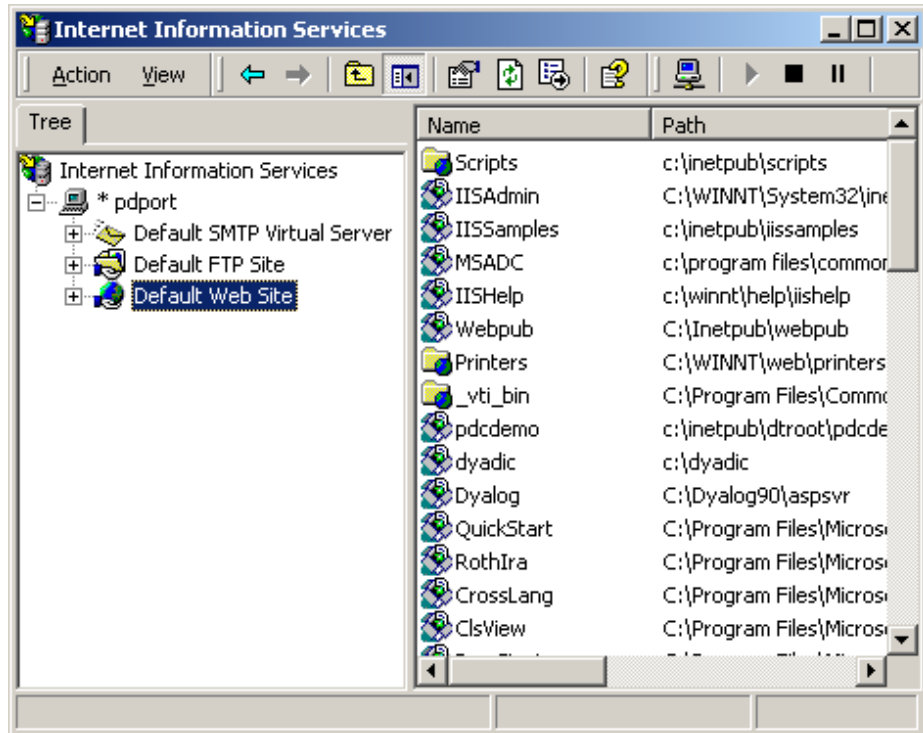 Internet Information Services
Action View
Tree
Name Path
Internet Information Services
* pdport
Default SMTP Virtual Server
Default FTP Site
Default Web Site
Scripts c:\inetpub\scripts
IISAdmin C:\WINNT\System32\ine
IISSamples c:\inetpub\iissamples
MSADC c:\program files\common
IISHelp c:\winnt\help\iishelp
Webpub C:\Inetpub\webpub
Printers C:\WINNT\web\printers
_vti_bin C:\Program Files\Commo
pdcdemo c:\inetpub\dtroot\pdcde
dyadic c:\dyadic
Dyalog C:\Dyalog90\aspsvr
QuickStart C:\Program Files\Micros
RothIra C:\Program Files\Micros
CrossLang C:\Program Files\Micros
ClsView C:\Program Files\Micros